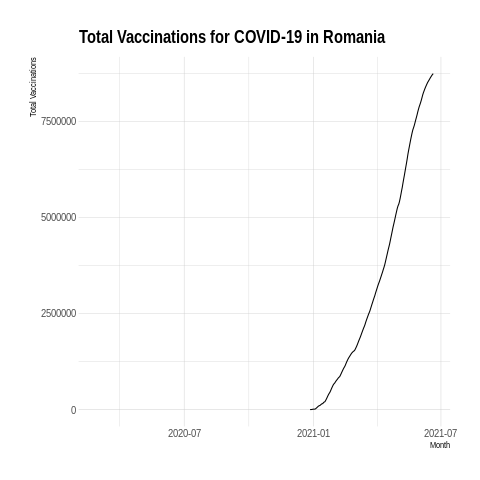 Total Vaccinations for COVID-19 in Romania
Total Vaccinations
7500000
5000000
2500000
0
2020-07
2021-01
2021-07
Month